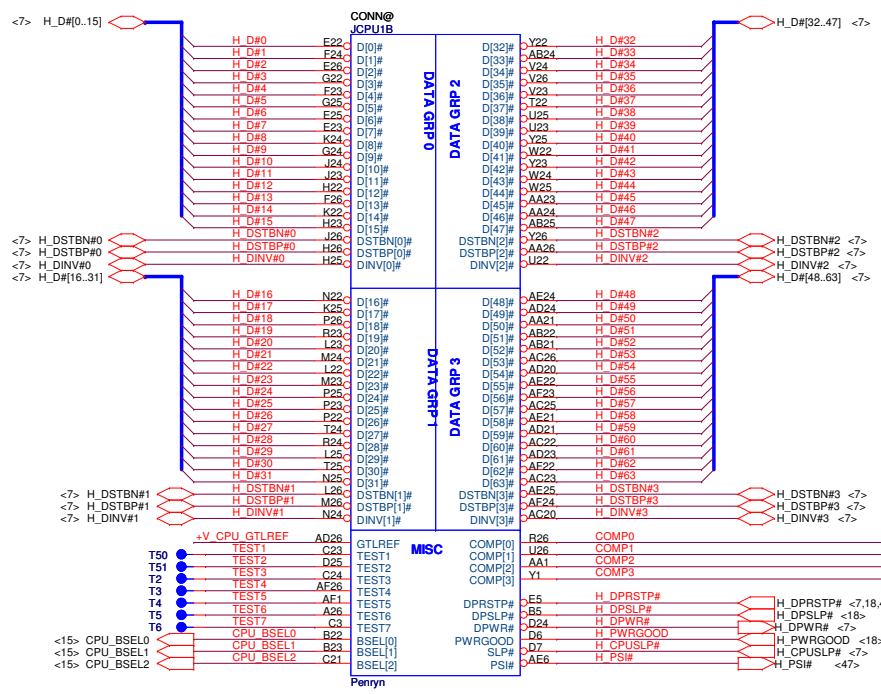 CONN@
<7> H_D#[0..15] JCPU1B H_D#[32..47] <7>
H_D#0 E22 D[0]# D[32]# Y22 H_D#32
H_D#1 F24 D[1]# D[33]# AB24 H_D#33
H_D#2 E26 D[2]# D[34]# V24 H_D#34
H_D#3 G22 D[3]# D[35]# V26 H_D#35
H_D#4 F23 D[4]# D[36]# V23 H_D#36
H_D#5 G25 D[5]# D[37]# T22 H_D#37
H_D#6 E25 D[6]# D[38]# U25 H_D#38
H_D#7 E23 D[7]# D[39]# U23 H_D#39
H_D#8 K24 D[8]# D[40]# Y25 H_D#40
H_D#9 G24 D[9]# D[41]# W22 H_D#41
H_D#10 J24 D[10]# D[42]# Y23 H_D#42
H_D#11 J23 D[11]# D[43]# W24 H_D#43
H_D#12 H22 D[12]# D[44]# W25 H_D#44
H_D#13 F26 D[13]# D[45]# AA23 H_D#45
H_D#14 K22 D[14]# D[46]# AA24 H_D#46
H_D#15 H23 D[15]# D[47]# AB25 H_D#47
DATA GRP 0
DATA GRP 2
<7> H_DSTBN#0 H_DSTBN#0 J26 DSTBN[0]# DSTBN[2]# Y26 H_DSTBN#2 H_DSTBN#2 <7>
<7> H_DSTBP#0 H_DSTBP#0 H26 DSTBP[0]# DSTBP[2]# AA26 H_DSTBP#2 H_DSTBP#2 <7>
<7> H_DINV#0 H_DINV#0 H25 DINV[0]# DINV[2]# U22 H_DINV#2 H_DINV#2 <7>
<7> H_D#[16..31] H_D#[48..63] <7>
H_D#16 N22 D[16]# D[48]# AE24 H_D#48
H_D#17 K25 D[17]# D[49]# AD24 H_D#49
H_D#18 P26 D[18]# D[50]# AA21 H_D#50
H_D#19 R23 D[19]# D[51]# AB22 H_D#51
H_D#20 L23 D[20]# D[52]# AB21 H_D#52
H_D#21 M24 D[21]# D[53]# AC26 H_D#53
H_D#22 L22 D[22]# D[54]# AD20 H_D#54
H_D#23 M23 D[23]# D[55]# AE22 H_D#55
H_D#24 P25 D[24]# D[56]# AF23 H_D#56
H_D#25 P23 D[25]# D[57]# AC25 H_D#57
H_D#26 P22 D[26]# D[58]# AE21 H_D#58
H_D#27 T24 D[27]# D[59]# AD21 H_D#59
H_D#28 R24 D[28]# D[60]# AC22 H_D#60
H_D#29 L25 D[29]# D[61]# AD23 H_D#61
H_D#30 T25 D[30]# D[62]# AF22 H_D#62
H_D#31 N25 D[31]# D[63]# AC23 H_D#63
DATA GRP 1
DATA GRP 3
<7> H_DSTBN#1 H_DSTBN#1 L26 DSTBN[1]# DSTBN[3]# AE25 H_DSTBN#3 H_DSTBN#3 <7>
<7> H_DSTBP#1 H_DSTBP#1 M26 DSTBP[1]# DSTBP[3]# AF24 H_DSTBP#3 H_DSTBP#3 <7>
<7> H_DINV#1 H_DINV#1 N24 DINV[1]# DINV[3]# AC20 H_DINV#3 H_DINV#3 <7>
+V_CPU_GTLREF AD26 GTLREF MISC COMP[0] R26 COMP0
T50 TEST1 C23 TEST1 COMP[1] U26 COMP1
T51 TEST2 D25 TEST2 COMP[2] AA1 COMP2
T2 TEST3 C24 TEST3 COMP[3] Y1 COMP3
T3 TEST4 AF26 TEST4
T4 TEST5 AF1 TEST5 DPRSTP# E5 H_DPRSTP# H_DPRSTP# <7,18,4
T5 TEST6 A26 TEST6 DPSLP# B5 H_DPSLP# H_DPSLP# <18>
T6 TEST7 C3 TEST7 DPWR# D24 H_DPWR# H_DPWR# <7>
<15> CPU_BSEL0 CPU_BSEL0 B22 BSEL[0] PWRGOOD D6 H_PWRGOOD H_PWRGOOD <18>
<15> CPU_BSEL1 CPU_BSEL1 B23 BSEL[1] SLP# D7 H_CPUSLP# H_CPUSLP# <7>
<15> CPU_BSEL2 CPU_BSEL2 C21 BSEL[2] PSI# AE6 H_PSI# H_PSI# <47>
Penryn